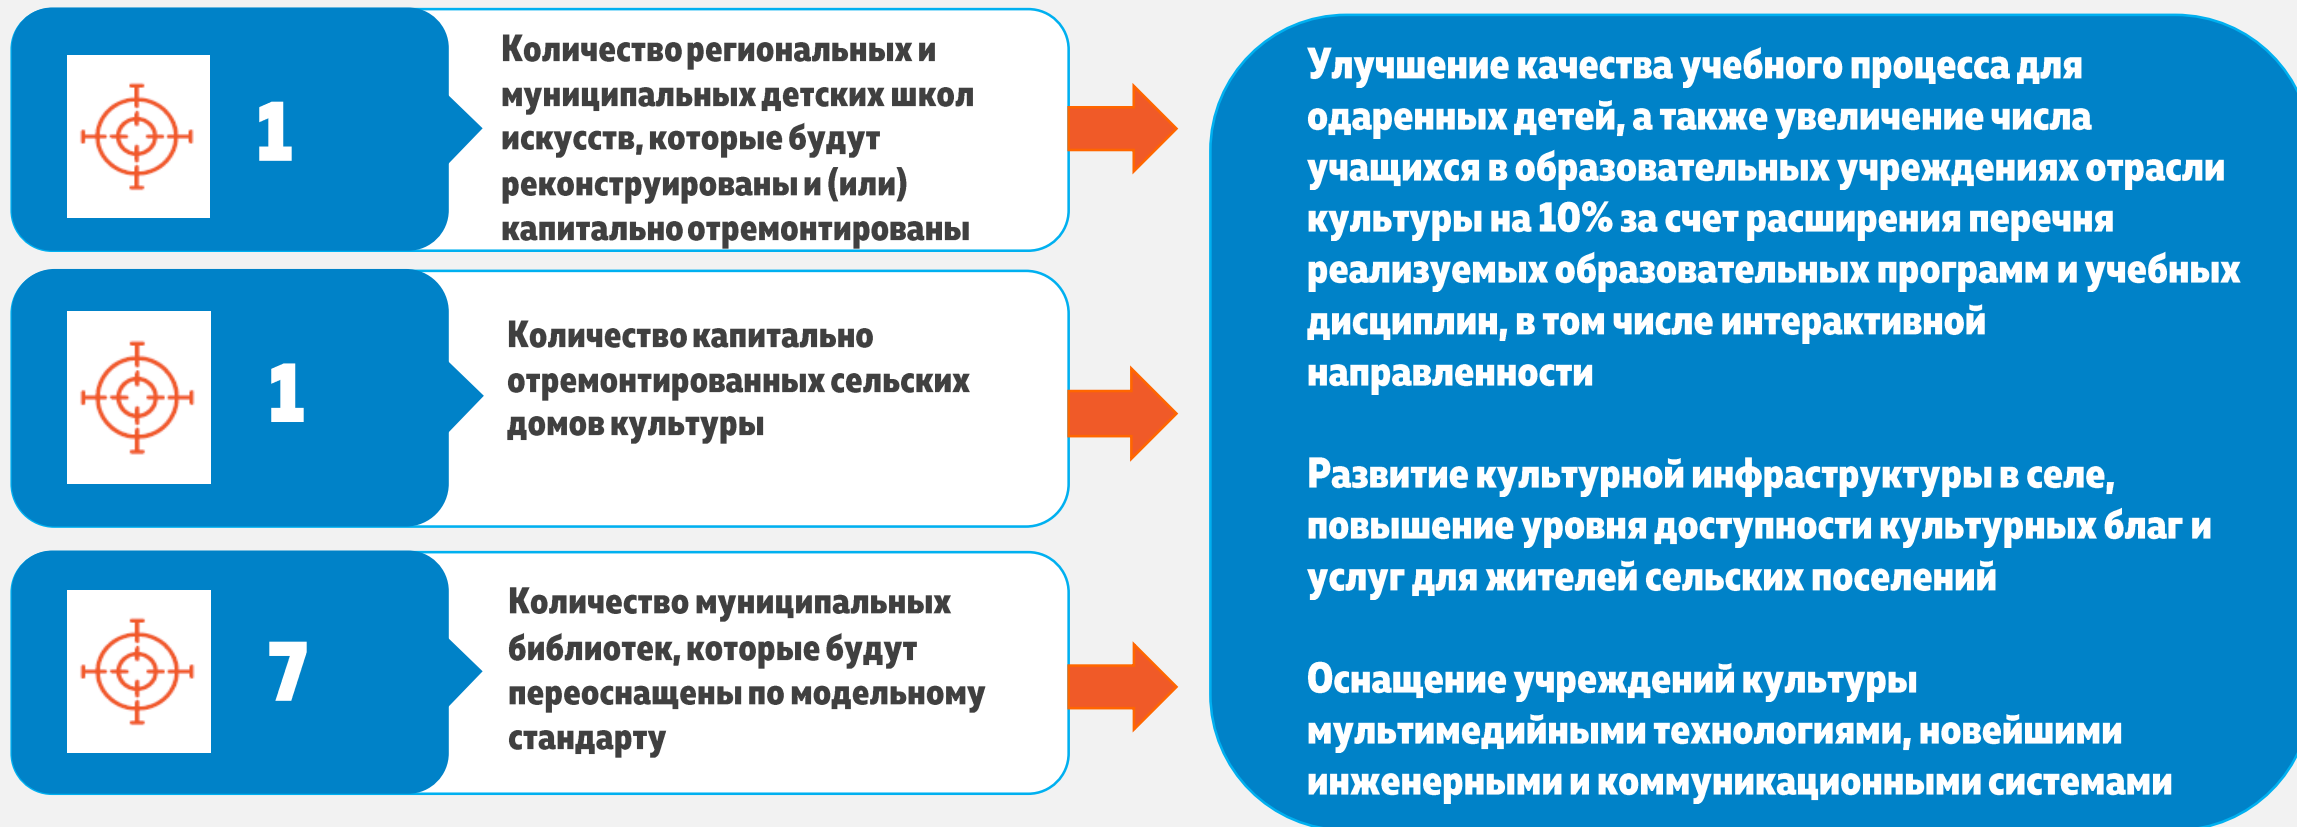 1
Количество региональных и
муниципальных детских школ
искусств, которые будут
реконструированы и (или)
капитально отремонтированы
1
Количество капитально
отремонтированных сельских
домов культуры
7
Количество муниципальных
библиотек, которые будут
переоснащены по модельному
стандарту
Улучшение качества учебного процесса для
одаренных детей, а также увеличение числа
учащихся в образовательных учреждениях отрасли
культуры на 10% за счет расширения перечня
реализуемых образовательных программ и учебных
дисциплин, в том числе интерактивной
направленности
Развитие культурной инфраструктуры в селе,
повышение уровня доступности культурных благ и
услуг для жителей сельских поселений
Оснащение учреждений культуры
мультимедийными технологиями, новейшими
инженерными и коммуникационными системами